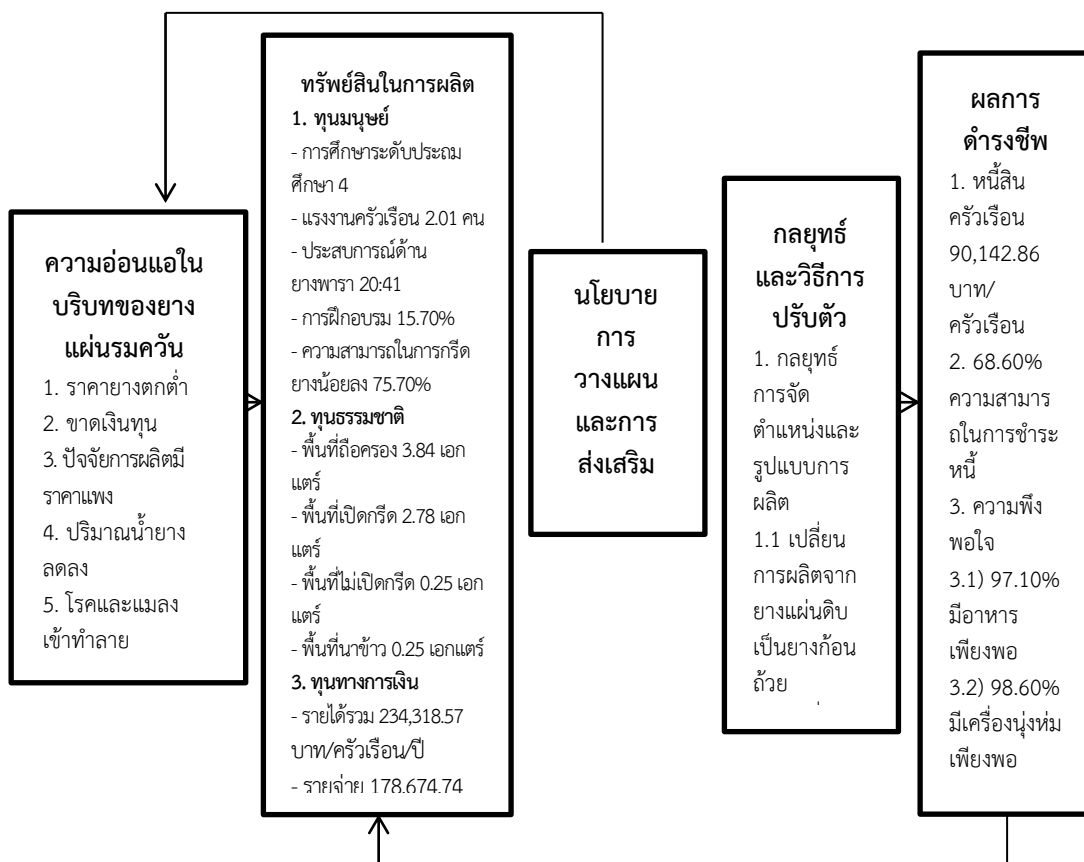 ความอ่อนแอใน
บริบทของยาง
แผ่นรมควัน
1. ราคายางตกต่ำ
2. ขาดเงินทุน
3. ปัจจัยการผลิตมี
ราคาแพง
4. ปริมาณน้ำยาง
ลดลง
5. โรคและแมลง
เข้าทำลาย
ทรัพย์สินในการผลิต
1. ทุนมนุษย์
- การศึกษาระดับประถม
ศึกษา 4
- แรงงานครัวเรือน 2.01 คน
- ประสบการณ์ด้าน
ยางพารา 20:41
- การฝึกอบรม 15.70%
- ความสามารถในการกรีด
ยางน้อยลง 75.70%
2. ทุนธรรมชาติ
- พื้นที่ถือครอง 3.84 เอก
แตร์
- พื้นที่เปิดกรีด 2.78 เอก
แตร์
- พื้นที่ไม่เปิดกรีด 0.25 เอก
แตร์
- พื้นที่นาข้าว 0.25 เอกแตร์
3. ทุนทางการเงิน
- รายได้รวม 234,318.57
บาท/ครัวเรือน/ปี
- รายจ่าย 178,674.74
นโยบาย
การ
วางแผน
และการ
ส่งเสริม
กลยุทธ์
และวิธีการ
ปรับตัว
1. กลยุทธ์
การจัด
ตำแหน่งและ
รูปแบบการ
ผลิต
1.1 เปลี่ยน
การผลิตจาก
ยางแผ่นดิบ
เป็นยางก้อน
ถ้วย
ผลการ
ดำรงชีพ
1. หนี้สิน
ครัวเรือน
90,142.86
บาท/
ครัวเรือน
2. 68.60%
ความสามาร
ถในการชำระ
หนี้
3. ความพึง
พอใจ
3.1) 97.10%
มีอาหาร
เพียงพอ
3.2) 98.60%
มีเครื่องนุ่งห่ม
เพียงพอ